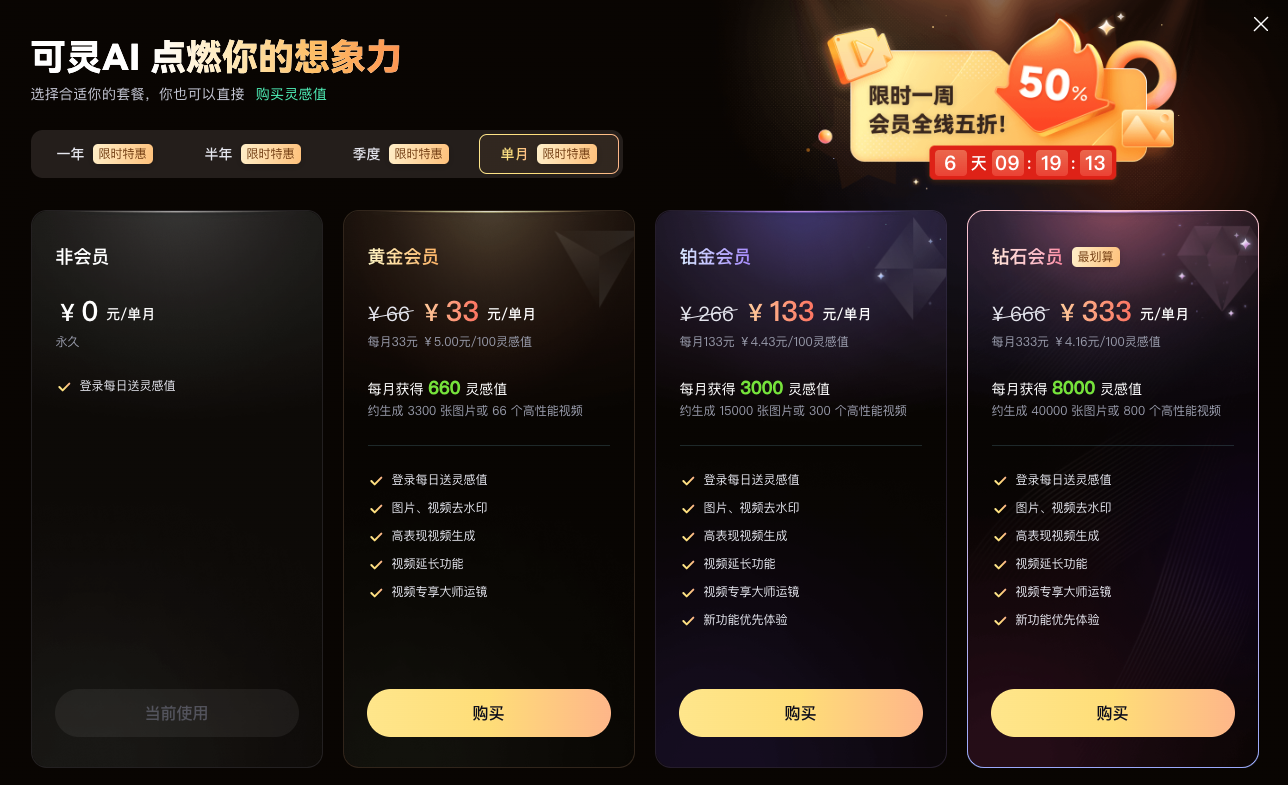 可灵AI 点燃你的想象力
选择合适你的套餐，你也可以直接 购买灵感值
限时一周
会员全线五折!
50%
6 天 09 : 19 : 13
一年 限时特惠 半年 限时特惠 季度 限时特惠 单月 限时特惠
非会员
¥ 0 元/单月
永久
登录每日送灵感值
当前使用
黄金会员
¥ 66 ¥ 33 元/单月
每月33元 ¥5.00元/100灵感值
每月获得 660 灵感值
约生成 3300 张图片或 66 个高性能视频
登录每日送灵感值
图片、视频去水印
高表现视频生成
视频延长功能
视频专享大师运镜
购买
铂金会员
¥ 266 ¥ 133 元/单月
每月133元 ¥4.43元/100灵感值
每月获得 3000 灵感值
约生成 15000 张图片或 300 个高性能视频
登录每日送灵感值
图片、视频去水印
高表现视频生成
视频延长功能
视频专享大师运镜
新功能优先体验
购买
钻石会员 最划算
¥ 666 ¥ 333 元/单月
每月333元 ¥4.16元/100灵感值
每月获得 8000 灵感值
约生成 40000 张图片或 800 个高性能视频
登录每日送灵感值
图片、视频去水印
高表现视频生成
视频延长功能
视频专享大师运镜
新功能优先体验
购买